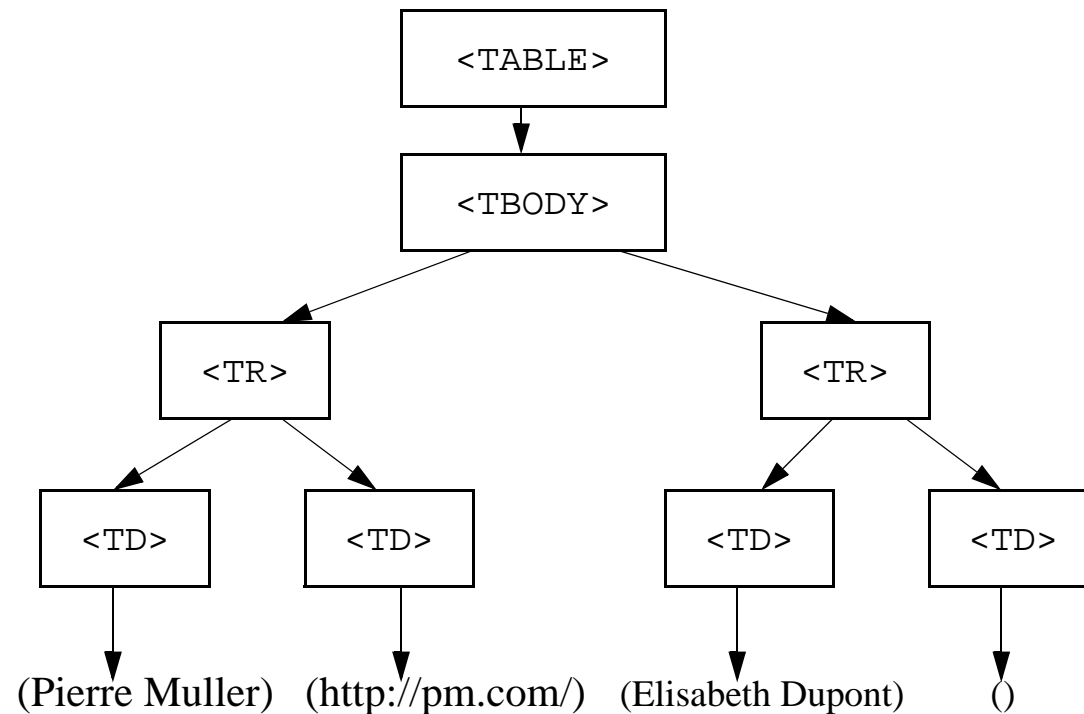 <TABLE>
<TBODY>
<TR> <TR>
<TD> <TD> <TD> <TD>
(Pierre Muller) (http://pm.com/) (Elisabeth Dupont) ()